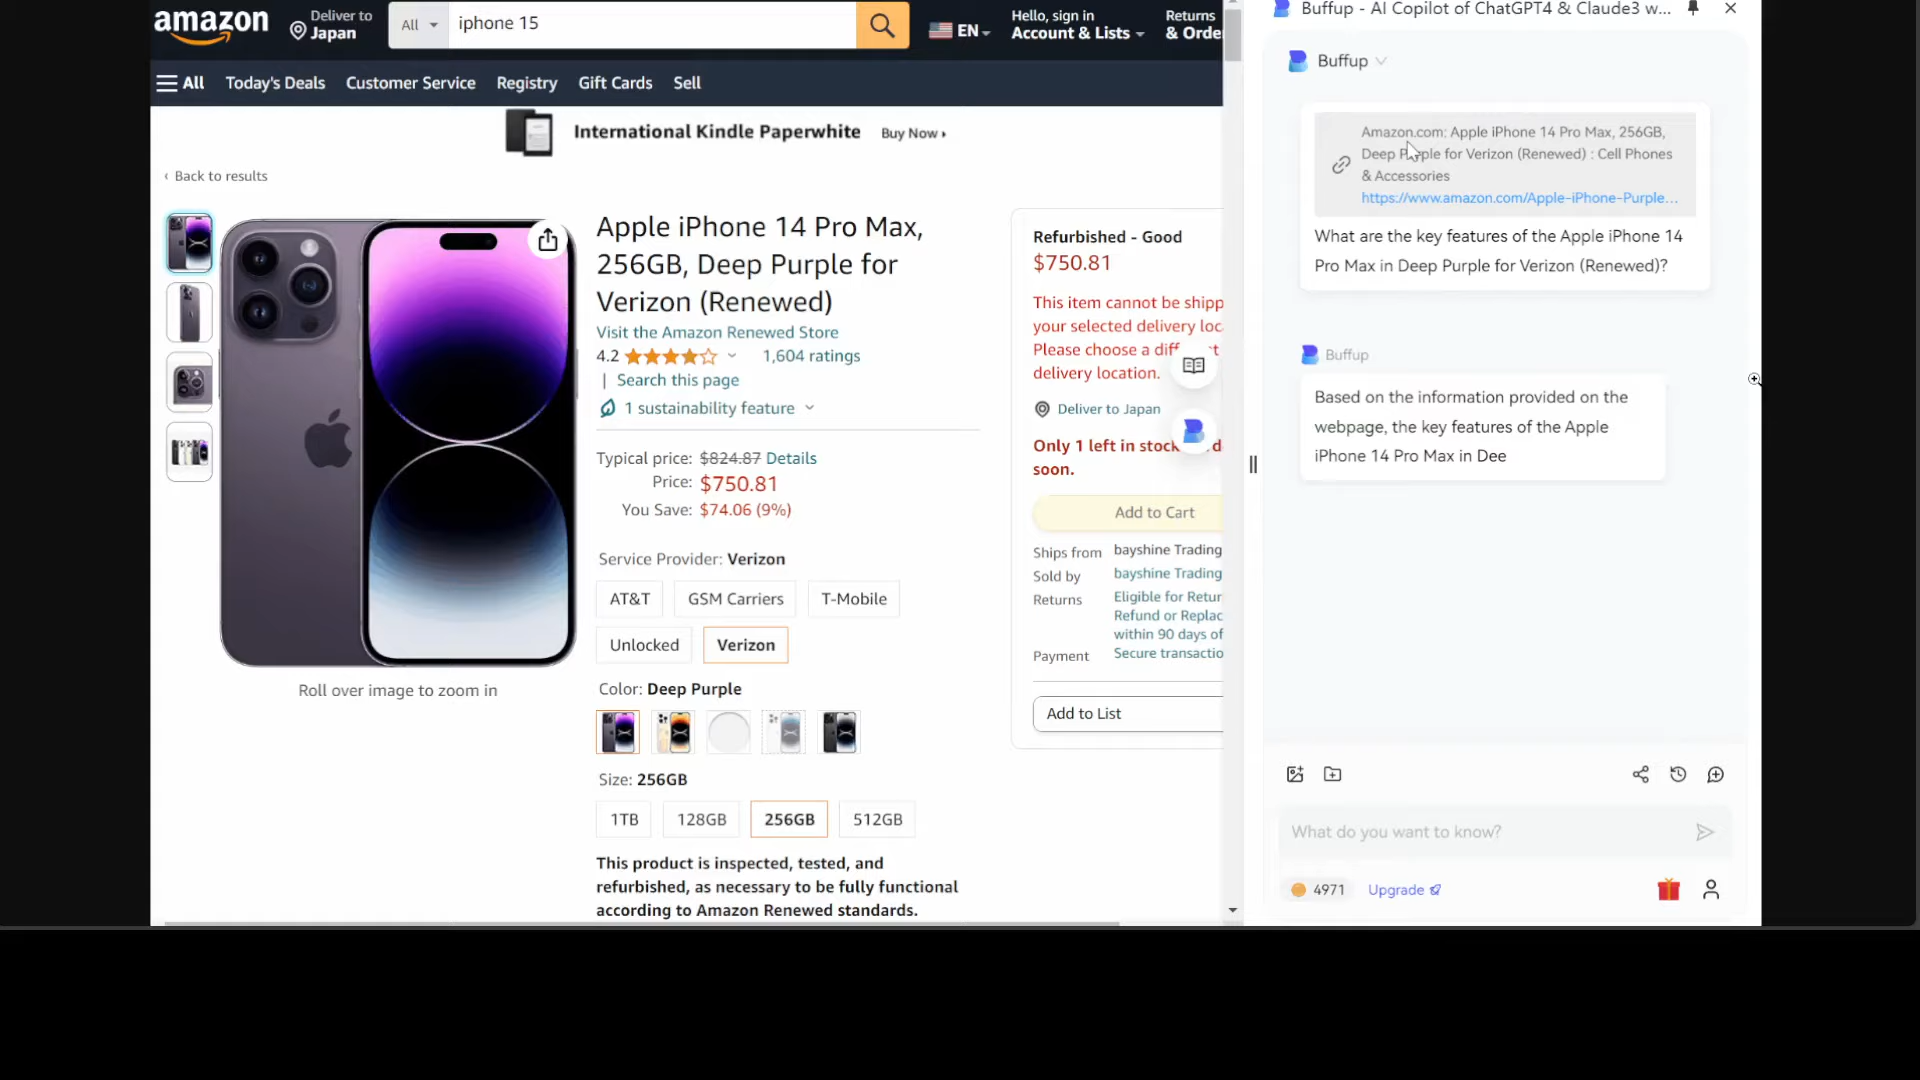 amazon
Deliver to
Japan
All
iphone 15
EN
Hello, sign in
Account & Lists
Returns
& Orde
All
Today's Deals
Customer Service
Registry
Gift Cards
Sell
International Kindle Paperwhite
Buy Now
‹ Back to results
Apple iPhone 14 Pro Max,
256GB, Deep Purple for
Verizon (Renewed)
Visit the Amazon Renewed Store
4.2
1,604 ratings
| Search this page
1 sustainability feature
Typical price: $824.87 Details
Price: $750.81
You Save: $74.06 (9%)
Service Provider: Verizon
AT&T
GSM Carriers
T-Mobile
Unlocked
Verizon
Color: Deep Purple
Size: 256GB
1TB
128GB
256GB
512GB
This product is inspected, tested, and
refurbished, as necessary to be fully functional
according to Amazon Renewed standards.
Roll over image to zoom in
Refurbished - Good
$750.81
This item cannot be shipp
your selected delivery loc
Please choose a diff t
delivery location.
Deliver to Japan
Only 1 left in stock d
soon.
Add to Cart
Ships from bayshine Trading
Sold by bayshine Trading
Returns Eligible for Retur
Refund or Replac
within 90 days of
Payment Secure transactio
Add to List
Buffup - AI Copilot of ChatGPT4 & Claude3 w...
Buffup
Amazon.com: Apple iPhone 14 Pro Max, 256GB,
Deep Purple for Verizon (Renewed) : Cell Phones
& Accessories
https://www.amazon.com/Apple-iPhone-Purple...
What are the key features of the Apple iPhone 14
Pro Max in Deep Purple for Verizon (Renewed)?
Buffup
Based on the information provided on the
webpage, the key features of the Apple
iPhone 14 Pro Max in Dee
What do you want to know?
4971
Upgrade